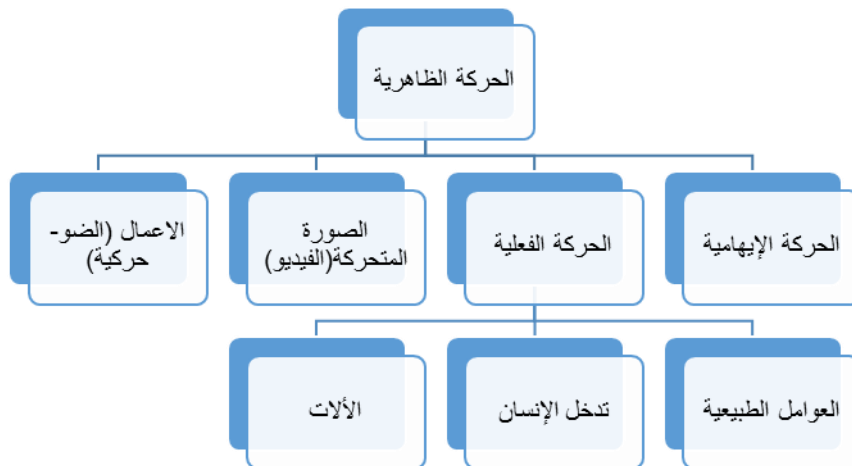 الحركة الظاهرية
الحركة الإيهامية
الحركة الفعلية
الصورة
المتحركة(الفيديو)
الاعمال (الضو-
حركية)
العوامل الطبيعية
تدخل الإنسان
الألات